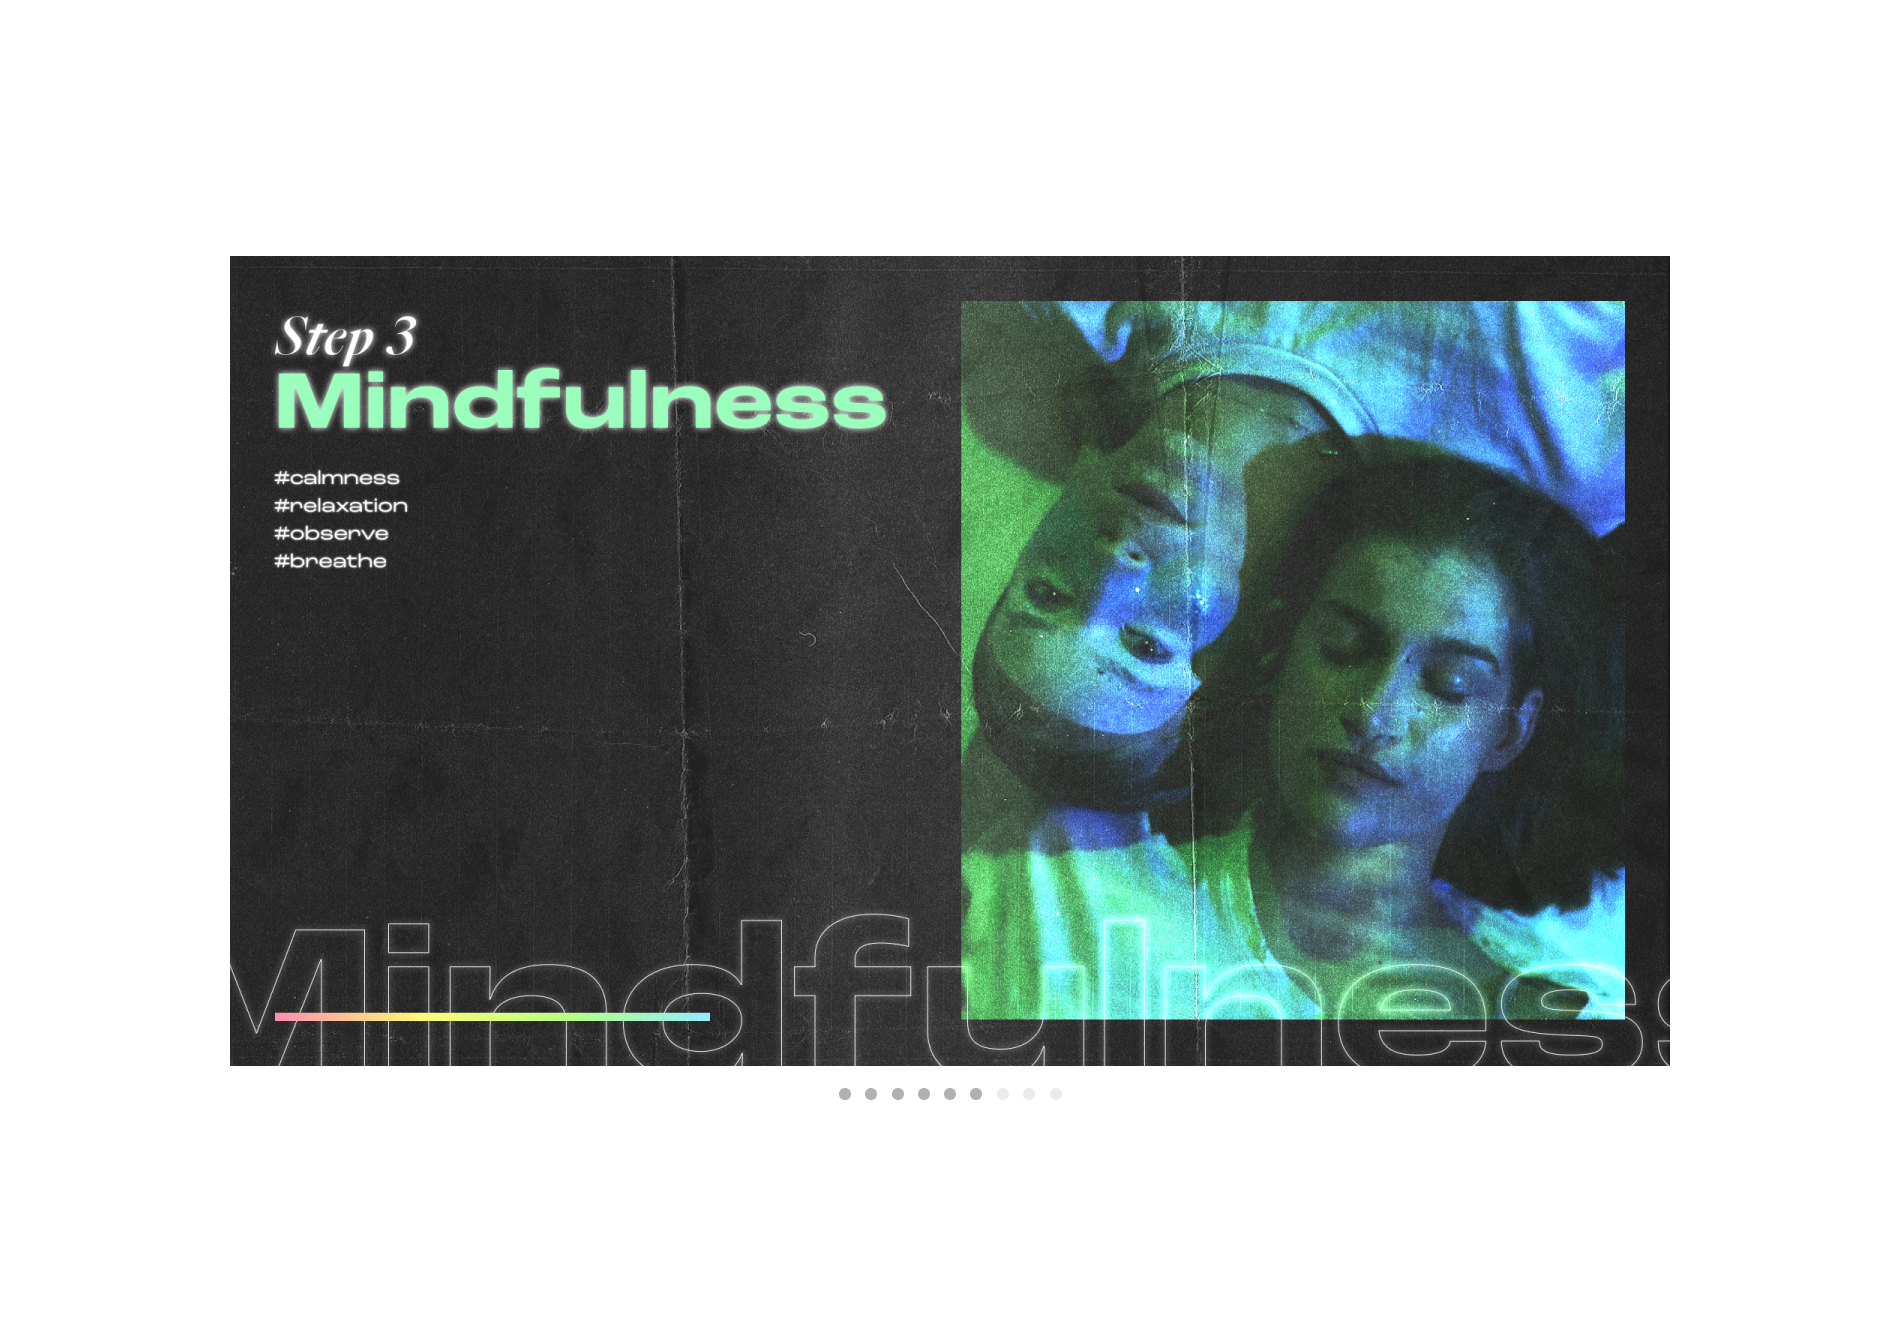 Step 3
Mindfulness
#calmness
#relaxation
#observe
#breathe
Mindfulness